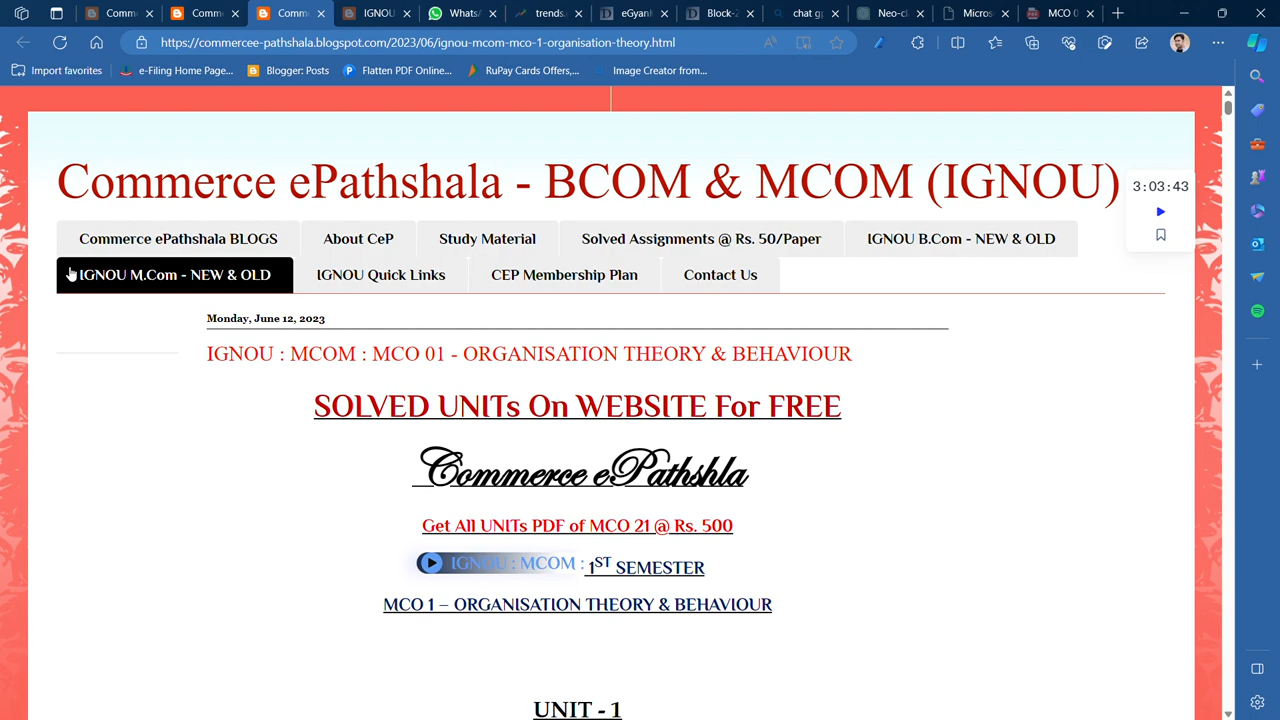 Comme
Comme
Comme
IGNOU
Whats
trends.
eGyan
Block-2
chat gp
Neo-cl
Micros
MCO 0
https://commercee-pathshala.blogspot.com/2023/06/ignou-mcom-mco-1-organisation-theory.html
Import favorites
e-Filing Home Page...
Blogger: Posts
Flatten PDF Online...
RuPay Cards Offers,...
Image Creator from...
Commerce ePathshala - BCOM & MCOM (IGNOU)
3:03:43
Commerce ePathshala BLOGS
About CeP
Study Material
Solved Assignments @ Rs. 50/Paper
IGNOU B.Com - NEW & OLD
IGNOU M.Com - NEW & OLD
IGNOU Quick Links
CEP Membership Plan
Contact Us
Monday, June 12, 2023
IGNOU : MCOM : MCO 01 - ORGANISATION THEORY & BEHAVIOUR
SOLVED UNITs On WEBSITE For FREE
Commerce ePathshla
Get All UNITs PDF of MCO 21 @ Rs. 500
IGNOU : MCOM : 1ST SEMESTER
MCO 1 – ORGANISATION THEORY & BEHAVIOUR
UNIT - 1